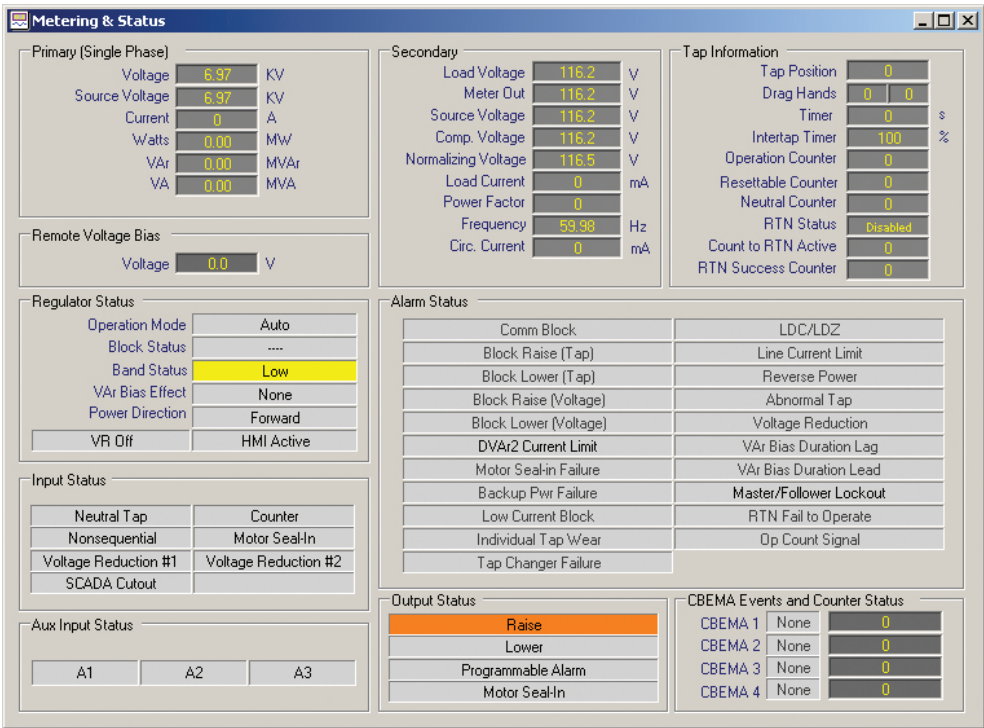 Metering & Status
Primary (Single Phase)
Voltage 6.97 KV
Source Voltage 6.97 KV
Current 0 A
Watts 0.00 MW
VAr 0.00 MVAr
VA 0.00 MVA
Remote Voltage Bias
Voltage 0.0 V
Secondary
Load Voltage 116.2 V
Meter Out 116.2 V
Source Voltage 116.2 V
Comp. Voltage 116.2 V
Normalizing Voltage 116.5 V
Load Current 0 mA
Power Factor 0
Frequency 59.98 Hz
Circ. Current 0 mA
Tap Information
Tap Position 0
Drag Hands 0 0
Timer 0 s
Intertap Timer 100 %
Operation Counter 0
Resettable Counter 0
Neutral Counter 0
RTN Status Disabled
Count to RTN Active 0
RTN Success Counter 0
Regulator Status
Operation Mode Auto
Block Status ----
Band Status Low
VAr Bias Effect None
Power Direction Forward
VR Off HMI Active
Input Status
Neutral Tap Counter
Nonsequential Motor Seal-In
Voltage Reduction #1 Voltage Reduction #2
SCADA Cutout
Aux Input Status
A1 A2 A3
Alarm Status
Comm Block LDC/LDZ
Block Raise (Tap) Line Current Limit
Block Lower (Tap) Reverse Power
Block Raise (Voltage) Abnormal Tap
Block Lower (Voltage) Voltage Reduction
DVAr2 Current Limit VAr Bias Duration Lag
Motor Seal-in Failure VAr Bias Duration Lead
Backup Pwr Failure Master/Follower Lockout
Low Current Block RTN Fail to Operate
Individual Tap Wear Op Count Signal
Tap Changer Failure
Output Status
Raise
Lower
Programmable Alarm
Motor Seal-In
CBEMA Events and Counter Status
CBEMA 1 None 0
CBEMA 2 None 0
CBEMA 3 None 0
CBEMA 4 None 0